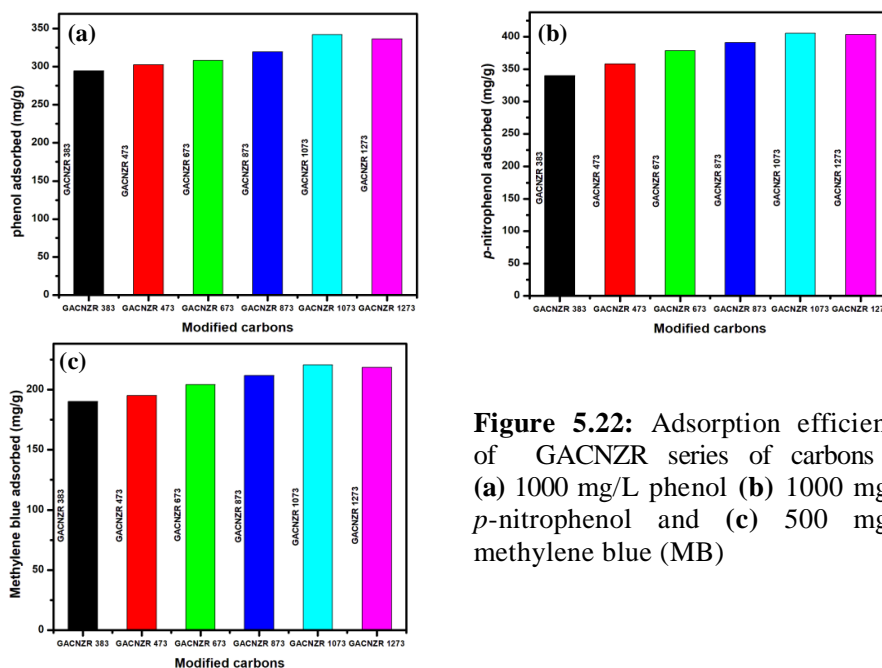 (a)
phenol adsorbed (mg/g)
350
300
250
200
150
100
50
0
GACNZR 383
GACNZR 473
GACNZR 673
GACNZR 873
GACNZR 1073
GACNZR 1273
GACNZR 383 GACNZR 473 GACNZR 673 GACNZR 873 GACNZR 1073 GACNZR 1273
Modified carbons
(b)
p-nitrophenol adsorbed (mg/g)
400
350
300
250
200
150
100
50
0
GACNZR 383
GACNZR 473
GACNZR 673
GACNZR 873
GACNZR 1073
GACNZR 1273
GACNZR 383 GACNZR 473 GACNZR 673 GACNZR 873 GACNZR 1073 GACNZR 127
Modified carbons
(c)
Methylene blue adsorbed (mg/g)
200
150
100
50
0
GACNZR 383
GACNZR 473
GACNZR 673
GACNZR 873
GACNZR 1073
GACNZR 1273
GACNZR 383 GACNZR 473 GACNZR 673 GACNZR 873 GACNZR 1073 GACNZR 1273
Modified carbons
Figure 5.22: Adsorption efficien
of GACNZR series of carbons
(a) 1000 mg/L phenol (b) 1000 mg
p-nitrophenol and (c) 500 mg
methylene blue (MB)